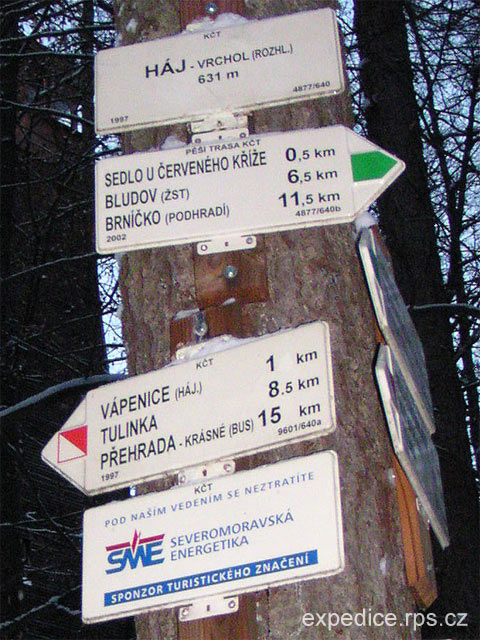 KČT
HÁJ - VRCHOL (ROZHL.)
631 m
1997
4877/640
PĚŠÍ TRASA KČT
SEDLO U ČERVENÉHO KŘÍŽE 0,5 km
BLUDOV (ŽST) 6,5 km
BRNÍČKO (PODHRADÍ) 11,5 km
2002
4877/640b
KČT
VÁPENICE (HÁJ.) 1 km
TULINKA 8.5 km
PŘEHRADA - KRÁSNÉ (BUS) 15 km
1997
9601/640a
KČT
POD NAŠÍM VEDENÍM SE NEZTRATÍTE
SME SEVEROMORAVSKÁ
ENERGETIKA
SPONZOR TURISTICKÉHO ZNAČENÍ
expedice.rps.cz